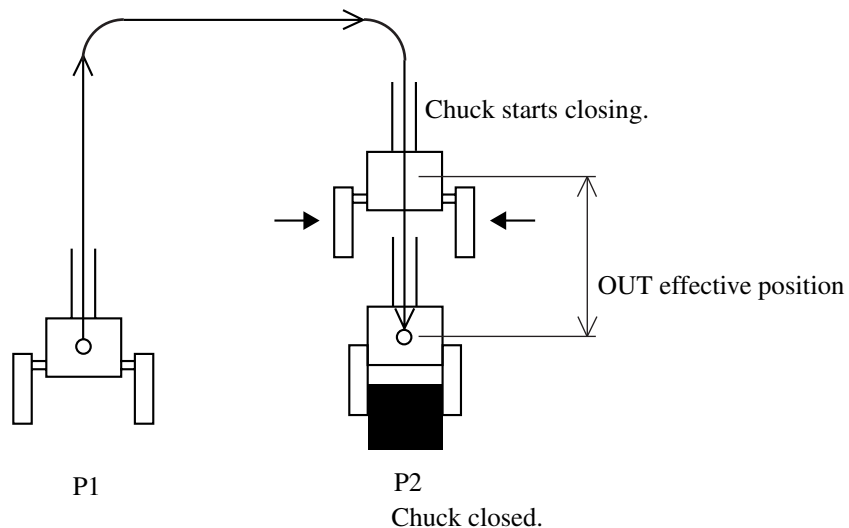 Chuck starts closing.
OUT effective position
P1
P2
Chuck closed.